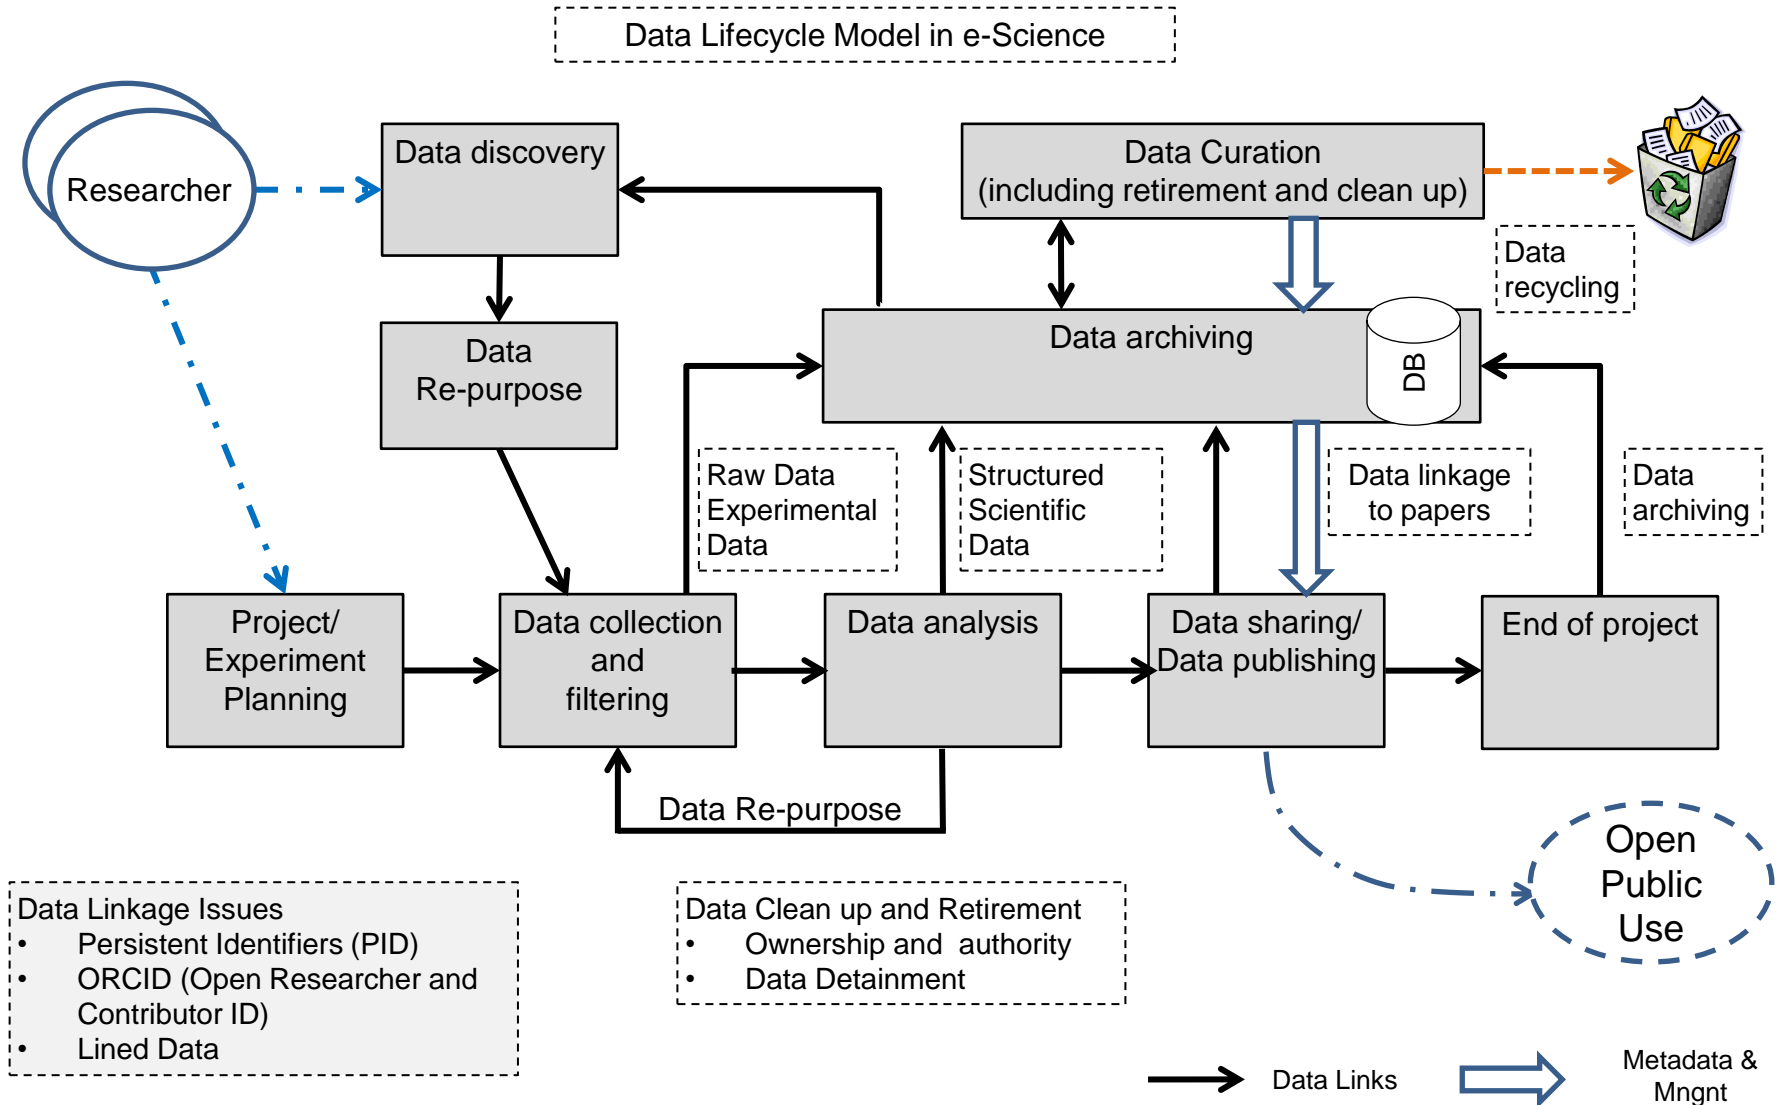 Data Lifecycle Model in e-Science
Researcher
Data discovery
Data Curation
(including retirement and clean up)
Data
recycling
Data
Re-purpose
Data archiving
DB
Raw Data
Experimental
Data
Structured
Scientific
Data
Data linkage
to papers
Data
archiving
Project/
Experiment
Planning
Data collection
and
filtering
Data analysis
Data sharing/
Data publishing
End of project
Data Re-purpose
Open
Public
Use
Data Linkage Issues
• Persistent Identifiers (PID)
• ORCID (Open Researcher and
Contributor ID)
• Lined Data
Data Clean up and Retirement
• Ownership and authority
• Data Detainment
Data Links
Metadata &
Mngnt